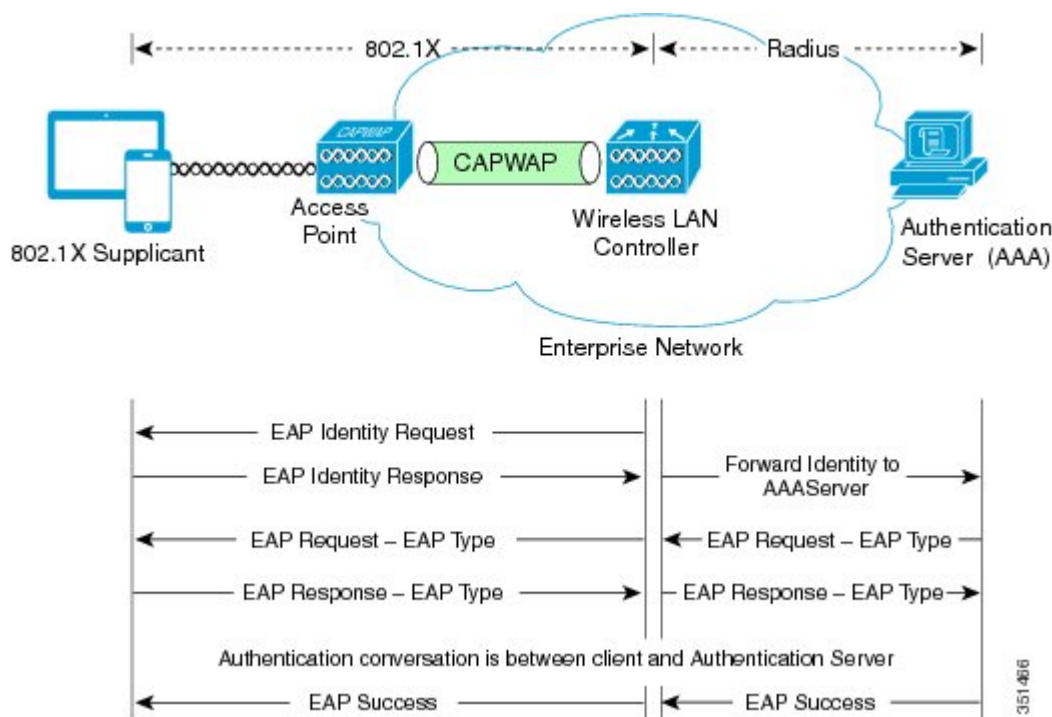 802.1X
Radius
CAPWAP
CAPWAP
Access
Point
Wireless LAN
Controller
802.1X Supplicant
Authentication
Server (AAA)
Enterprise Network
EAP Identity Request
EAP Identity Response
Forward Identity to
AAAServer
EAP Request – EAP Type
EAP Request – EAP Type
EAP Response – EAP Type
EAP Response – EAP Type
Authentication conversation is between client and Authentication Server
EAP Success
EAP Success
351466